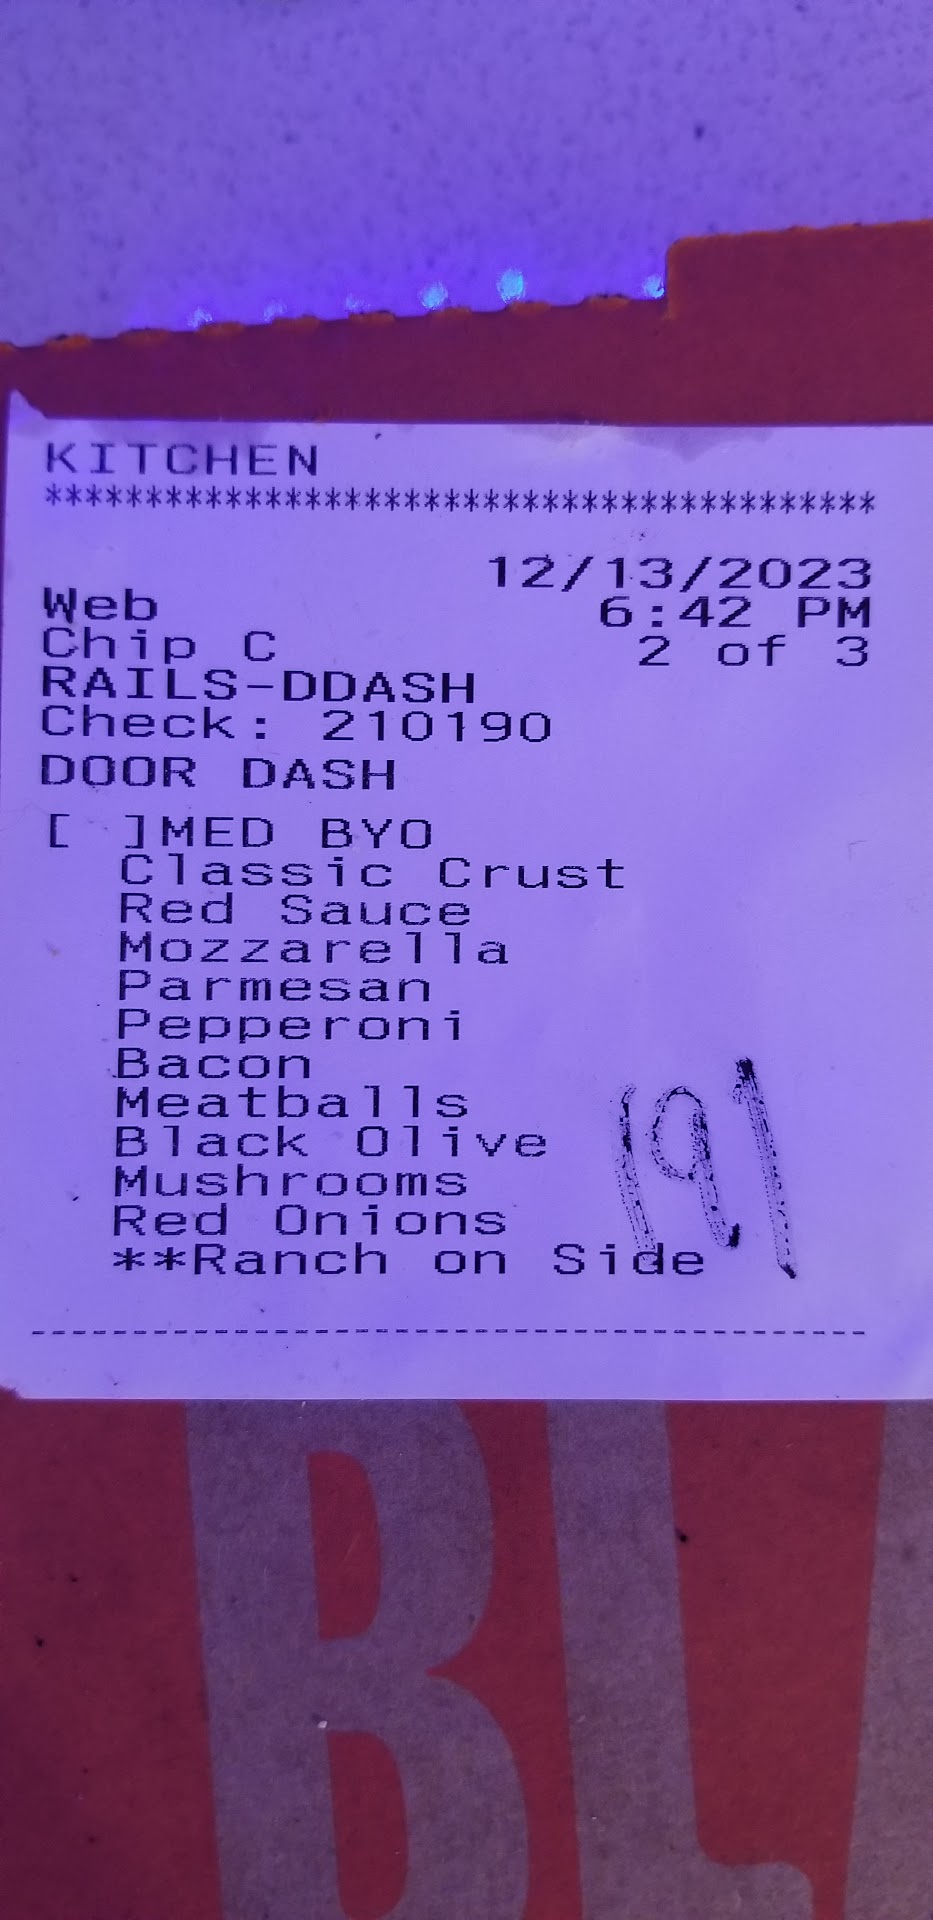 KITCHEN
******************************************
12/13/2023
Web 6:42 PM
Chip C 2 of 3
RAILS-DDASH
Check: 210190
DOOR DASH
[ ]MED BYO
Classic Crust
Red Sauce
Mozzarella
Parmesan
Pepperoni
Bacon
Meatballs
Black Olive
Mushrooms
Red Onions
**Ranch on Side
191
--------------------------------------------------
BL